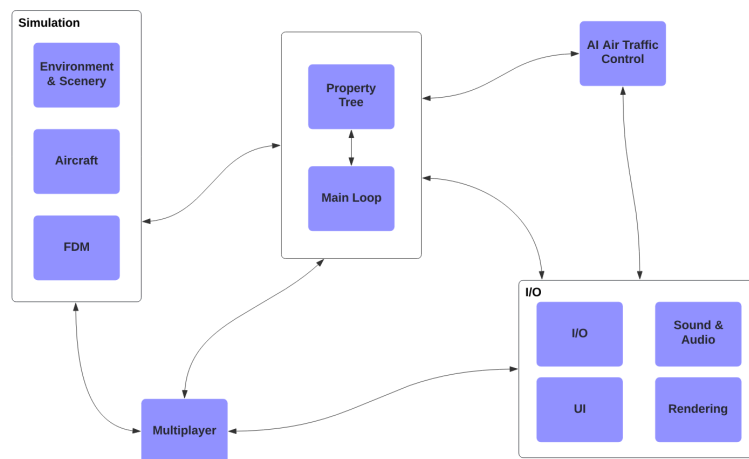 Simulation
Environment
& Scenery
Aircraft
FDM
Property
Tree
Main Loop
AI Air Traffic
Control
I/O
I/O
Sound &
Audio
UI
Rendering
Multiplayer